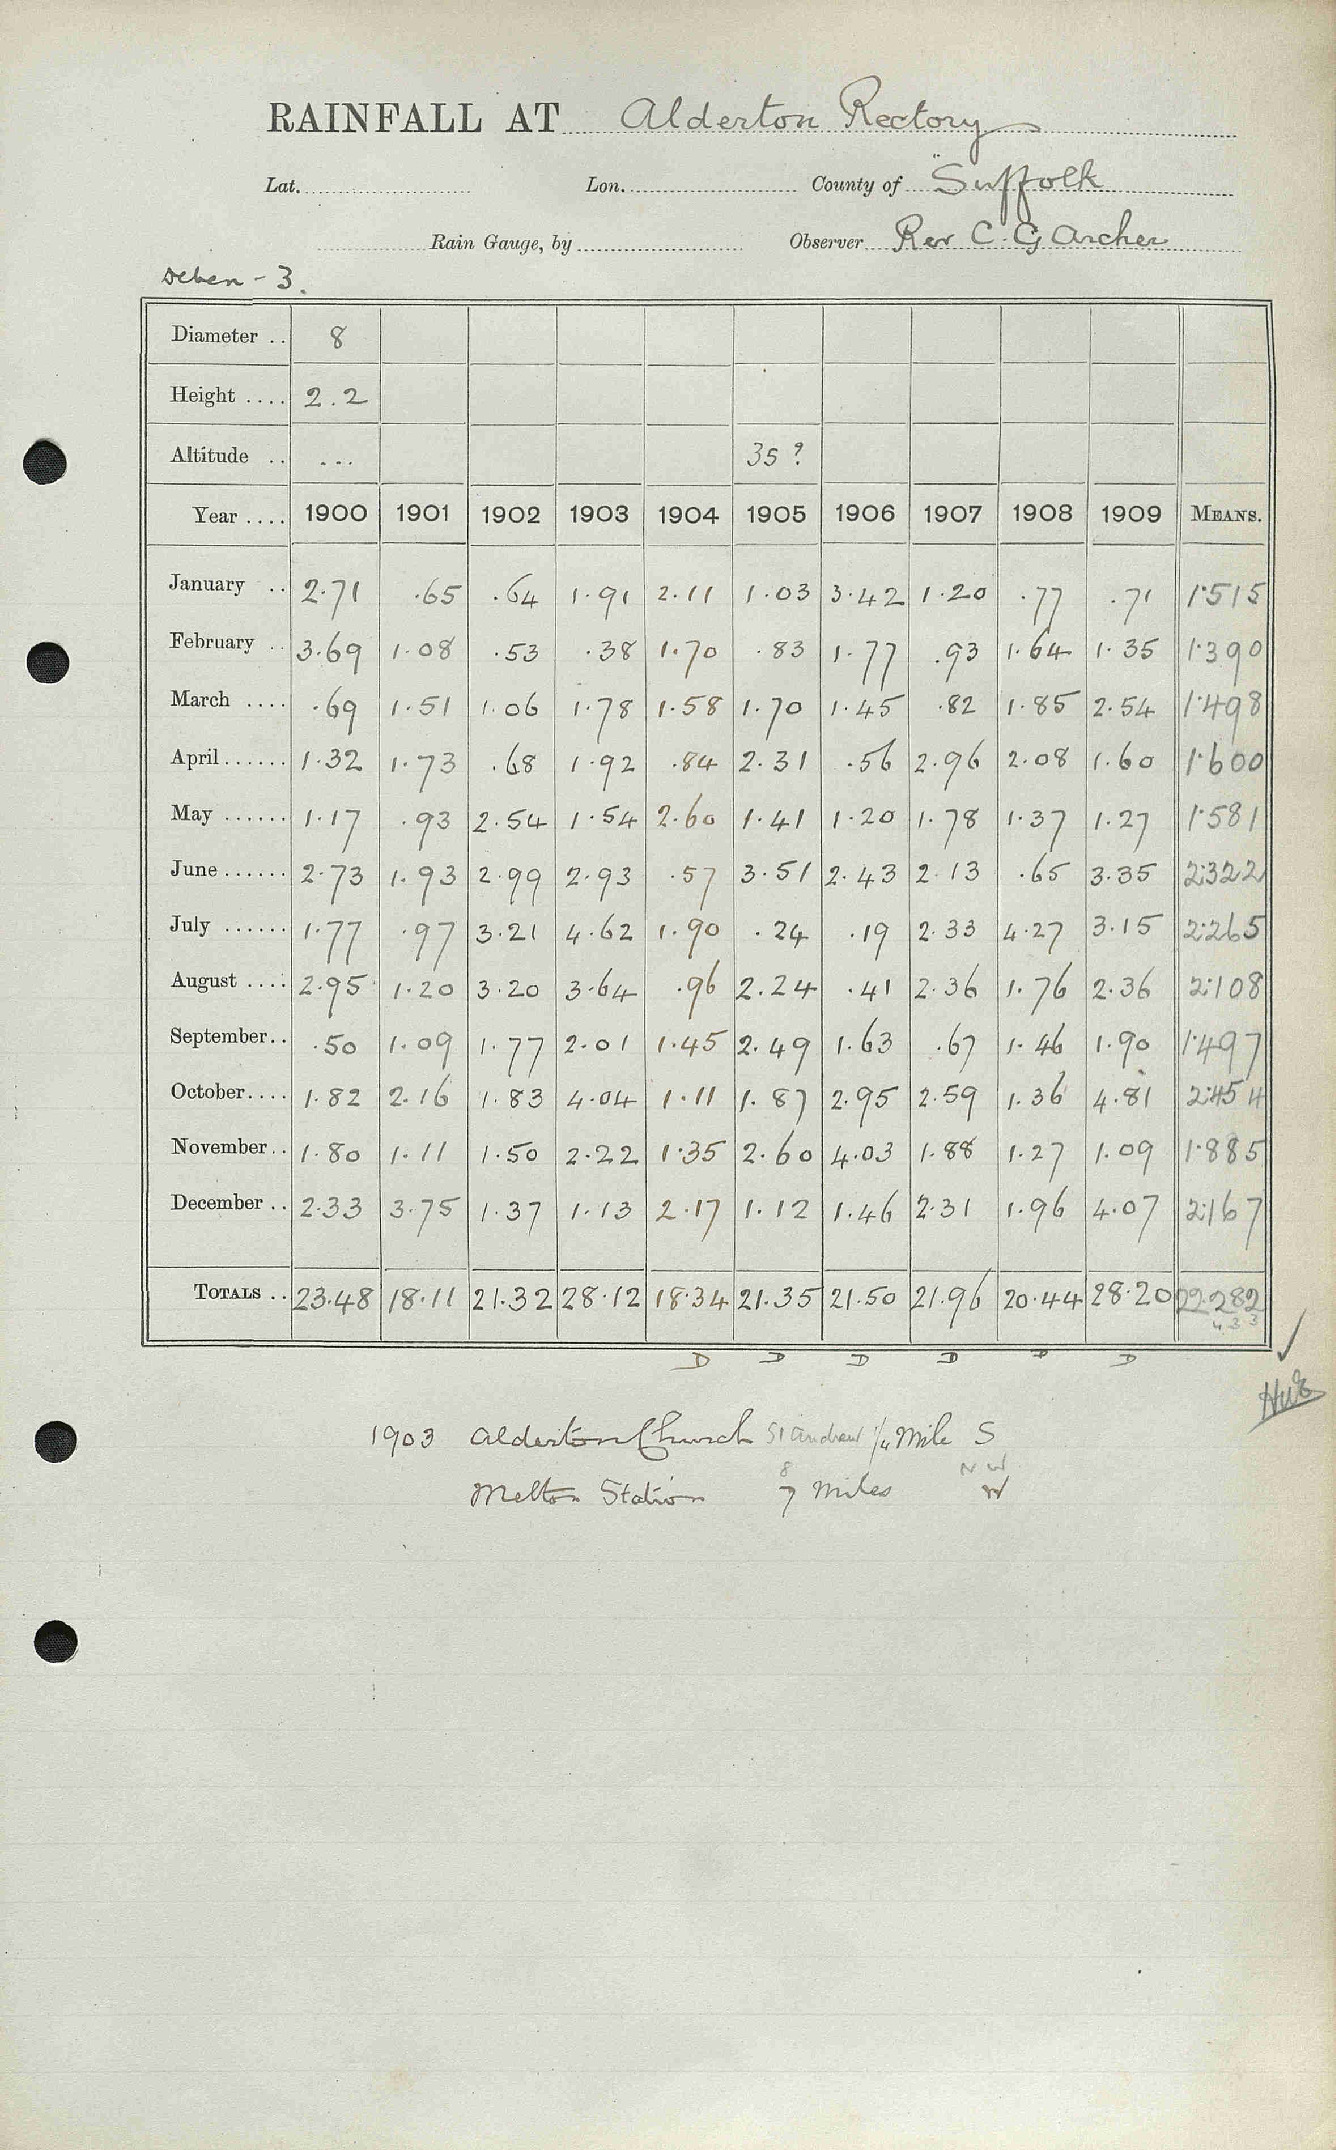 RAINFALL AT Alderton Rectory
Lat. Lon. County of Suffolk
Rain Gauge, by Observer Rev C. G Archer
Deben - 3.
Diameter .. 8
Height .... 2.2
Altitude .. ... 35 ?
Year .... 1900 1901 1902 1903 1904 1905 1906 1907 1908 1909 MEANS.
January .. 2.71 .65 .64 1.91 2.11 1.03 3.42 1.20 .77 .71 1.515
February .. 3.69 1.08 .53 .38 1.70 .83 1.77 .93 1.64 1.35 1.390
March .... .69 1.51 1.06 1.78 1.58 1.70 1.45 .82 1.85 2.54 1.498
April...... 1.32 1.73 .68 1.92 .84 2.31 .56 2.96 2.08 1.60 1.600
May ...... 1.17 .93 2.54 1.54 2.60 1.41 1.20 1.78 1.37 1.27 1.581
June...... 2.73 1.93 2.99 2.93 .57 3.51 2.43 2.13 .65 3.35 2.322
July ...... 1.77 .97 3.21 4.62 1.90 .24 .19 2.33 4.27 3.15 2.265
August .... 2.95 1.20 3.20 3.64 .96 2.24 .41 2.36 1.76 2.36 2.108
September.. .50 1.09 1.77 2.01 1.45 2.49 1.63 .67 1.46 1.90 1.497
October.... 1.82 2.16 1.83 4.04 1.11 1.87 2.95 2.59 1.36 4.81 2.454
November.. 1.80 1.11 1.50 2.22 1.35 2.60 4.03 1.88 1.27 1.09 1.885
December .. 2.33 3.75 1.37 1.13 2.17 1.12 1.46 2.31 1.96 4.07 2.167
TOTALS .. 23.48 18.11 21.32 28.12 18.34 21.35 21.50 21.96 20.44 28.20 22.282
4 3 3
D D D D D D
1903 Alderton Church St Andrew 1/4 Mile S
8 N W
Melton Station 7 Miles W